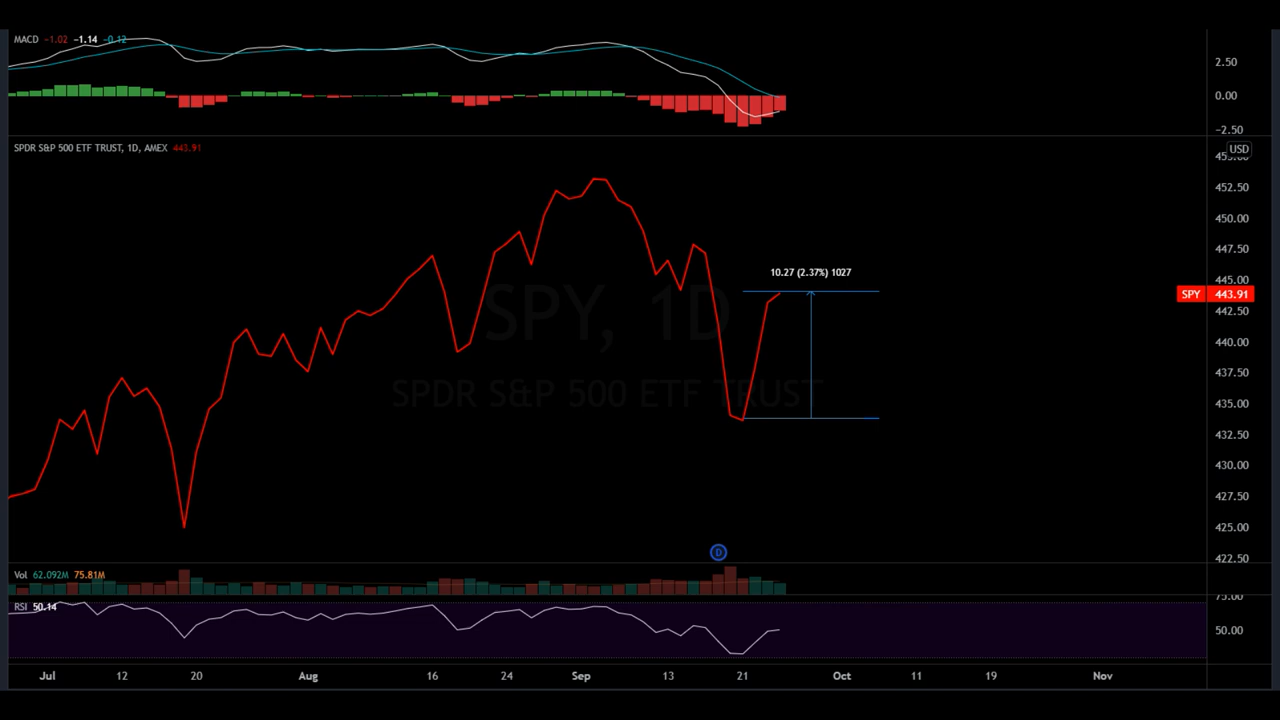 MACD -1.02 -1.14 -0.12
2.50
0.00
-2.50
SPDR S&P 500 ETF TRUST, 1D, AMEX 443.91
USD
452.50
450.00
447.50
10.27 (2.37%) 1027
445.00
SPY 443.91
442.50
SPY, 1D
440.00
437.50
SPDR S&P 500 ETF TRUST
435.00
432.50
430.00
427.50
425.00
D
422.50
Vol 62.092M 75.81M
75.00
RSI 50.14
50.00
Jul 12 20 Aug 16 24 Sep 13 21 Oct 11 19 Nov